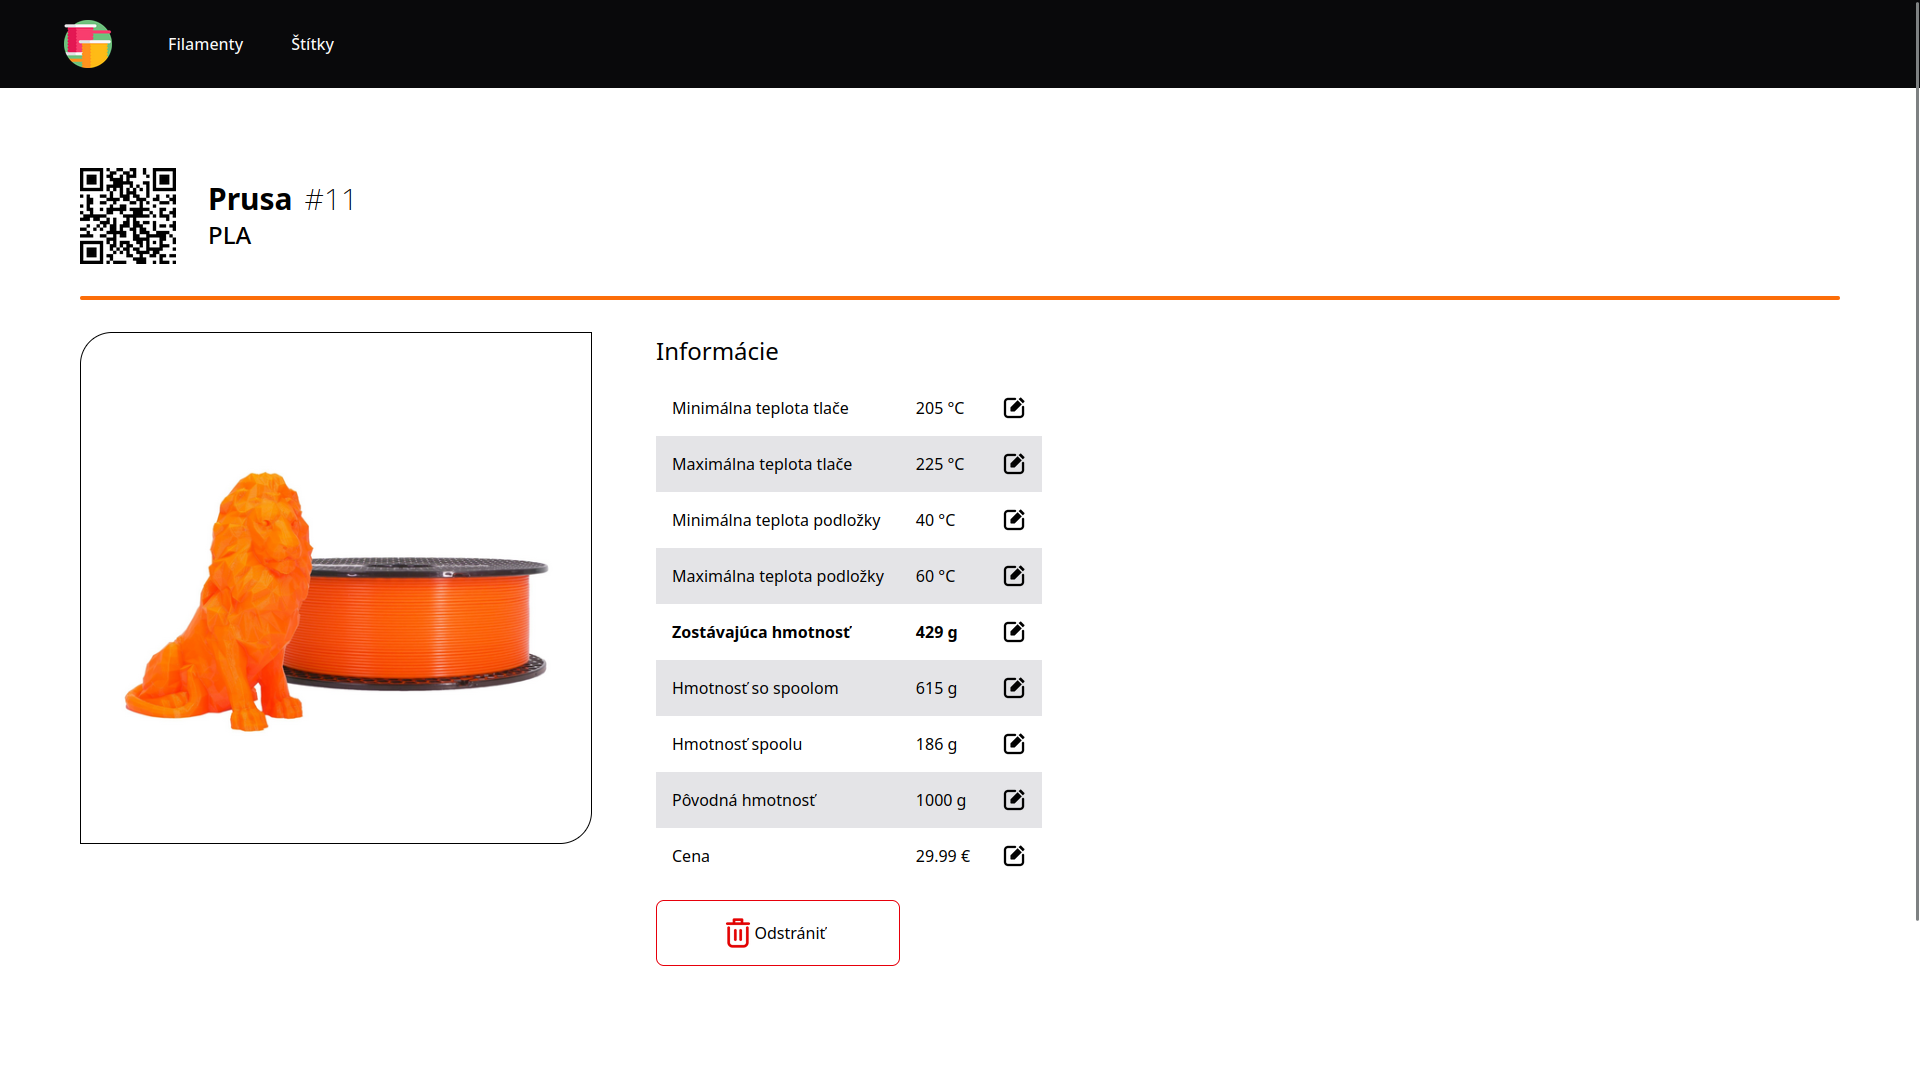 Filamenty Štítky
Prusa #11
PLA
Informácie
Minimálna teplota tlače 205 °C
Maximálna teplota tlače 225 °C
Minimálna teplota podložky 40 °C
Maximálna teplota podložky 60 °C
Zostávajúca hmotnosť 429 g
Hmotnosť so spoolom 615 g
Hmotnosť spoolu 186 g
Pôvodná hmotnosť 1000 g
Cena 29.99 €
Odstrániť